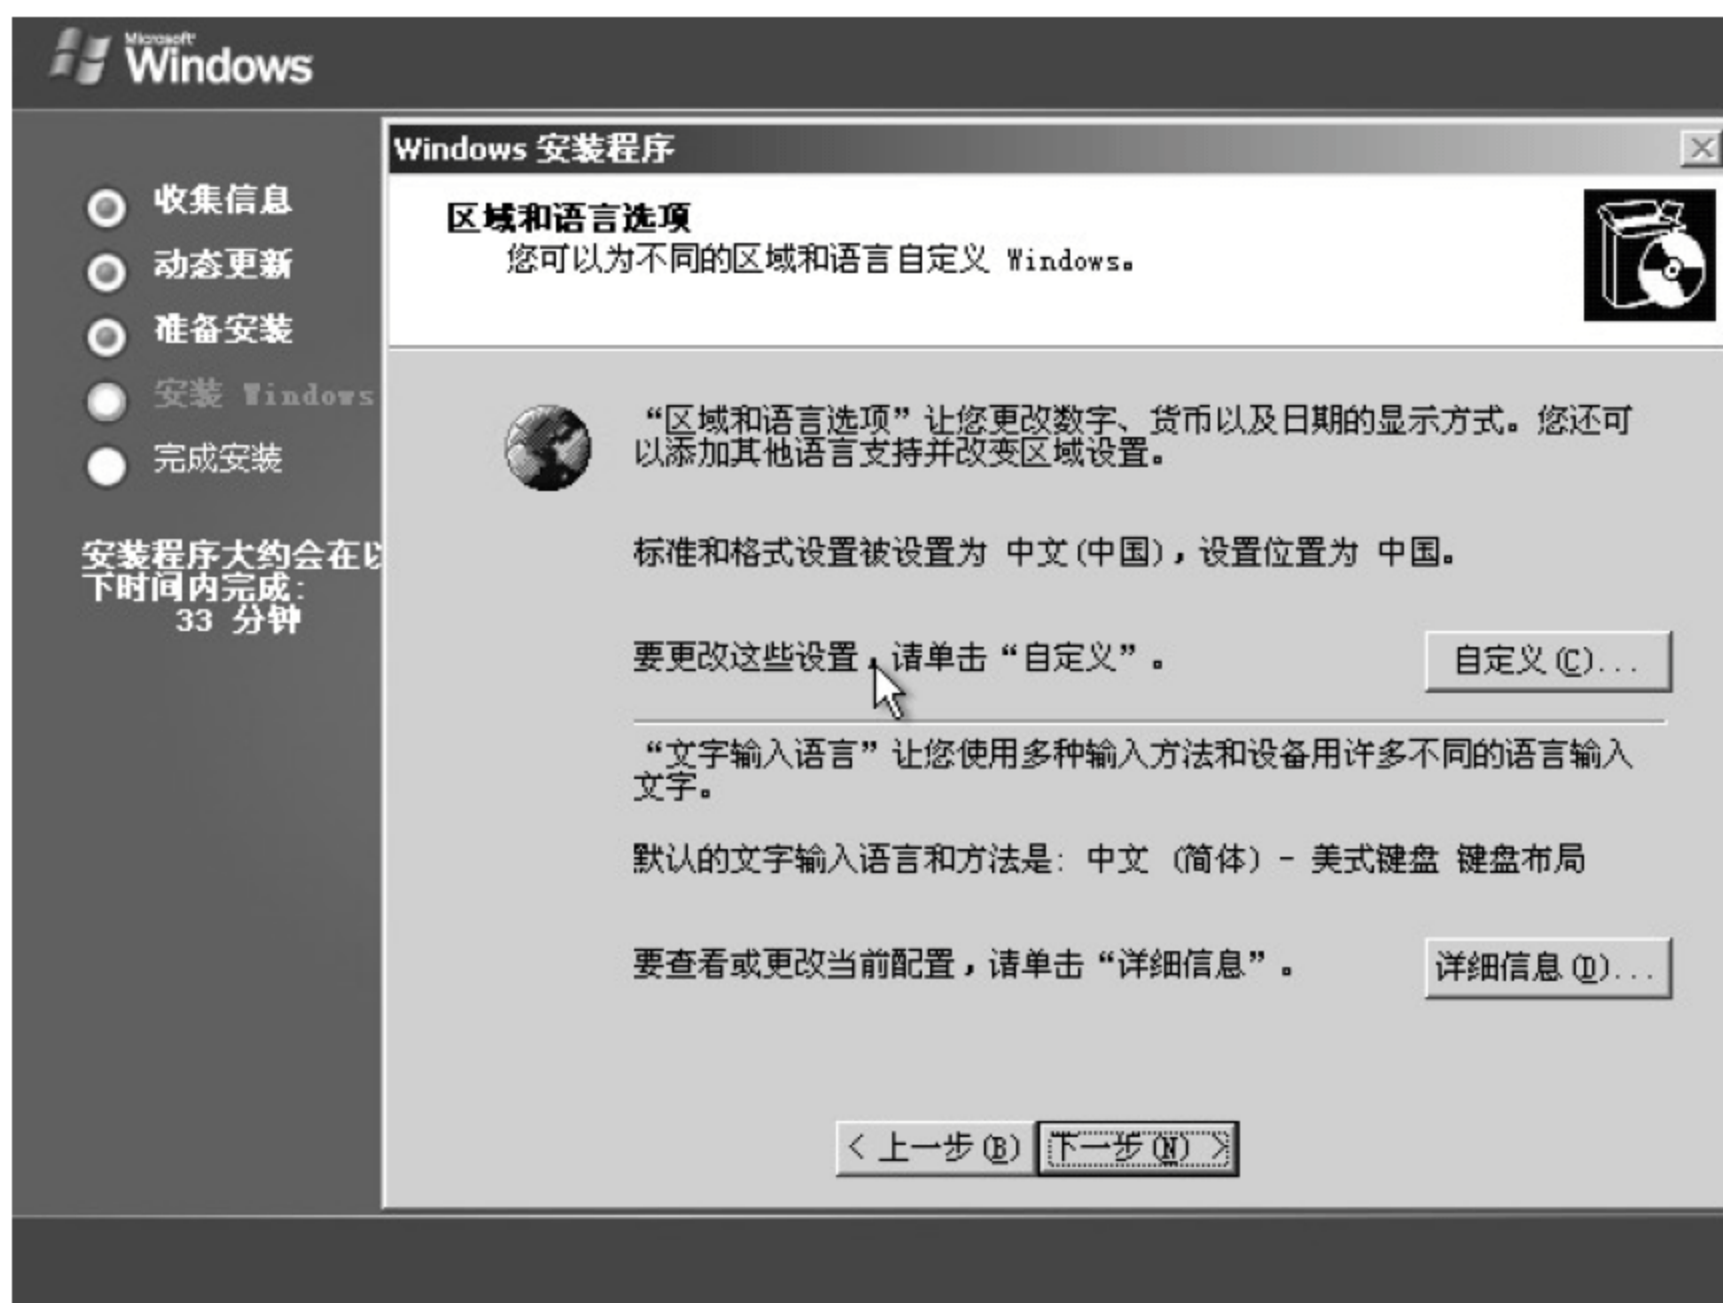 Microsoft
Windows
收集信息
动态更新
准备安装
安装 Windows
完成安装
安装程序大约会在以
下时间内完成:
33 分钟
Windows 安装程序
区域和语言选项
您可以为不同的区域和语言自定义 Windows。
“区域和语言选项”让您更改数字、货币以及日期的显示方式。您还可
以添加其他语言支持并改变区域设置。
标准和格式设置被设置为 中文(中国),设置位置为 中国。
要更改这些设置,请单击“自定义”。
自定义(C)...
“文字输入语言”让您使用多种输入方法和设备用许多不同的语言输入
文字。
默认的文字输入语言和方法是: 中文 (简体) - 美式键盘 键盘布局
要查看或更改当前配置,请单击“详细信息”。
详细信息(D)...
< 上一步(B)
下一步(N) >